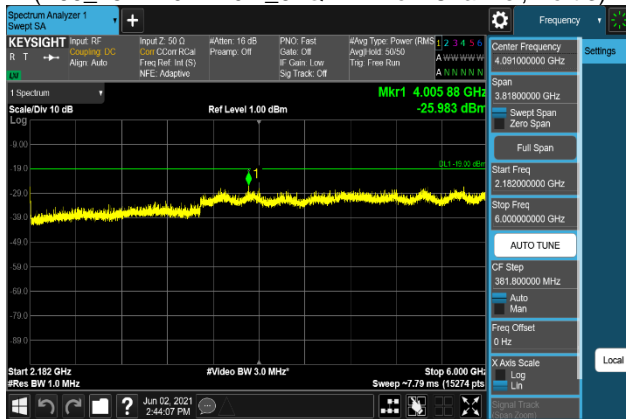 Spectrum Analyzer 1
Swept SA
Frequency
KEYSIGHT
R T
LV
Input: RF
Coupling: DC
Align: Auto
Input Z: 50 Ω
Corr CCorr RCal
Freq Ref: Int (S)
NFE: Adaptive
#Atten: 16 dB
Preamp: Off
PNO: Fast
Gate: Off
IF Gain: Low
Sig Track: Off
#Avg Type: Power (RMS
Avg|Hold: 50/50
Trig: Free Run
1 2 3 4 5 6
A W W W W W
A N N N N N
1 Spectrum
Scale/Div 10 dB
Log
Ref Level 1.00 dBm
Mkr1 4.005 88 GHz
-25.983 dBm
DL1 -19.00 dBm
1
-9.00
-19.0
-29.0
-39.0
-49.0
-59.0
-69.0
-79.0
-89.0
Start 2.182 GHz
#Res BW 1.0 MHz
#Video BW 3.0 MHz*
Stop 6.000 GHz
Sweep ~7.79 ms (15274 pts
Jun 02, 2021
2:44:07 PM
Center Frequency
4.091000000 GHz
Span
3.81800000 GHz
Swept Span
Zero Span
Full Span
Start Freq
2.182000000 GHz
Stop Freq
6.000000000 GHz
AUTO TUNE
CF Step
381.800000 MHz
Auto
Man
Freq Offset
0 Hz
X Axis Scale
Log
Lin
Signal Track
(Span Zoom)
Settings
Local